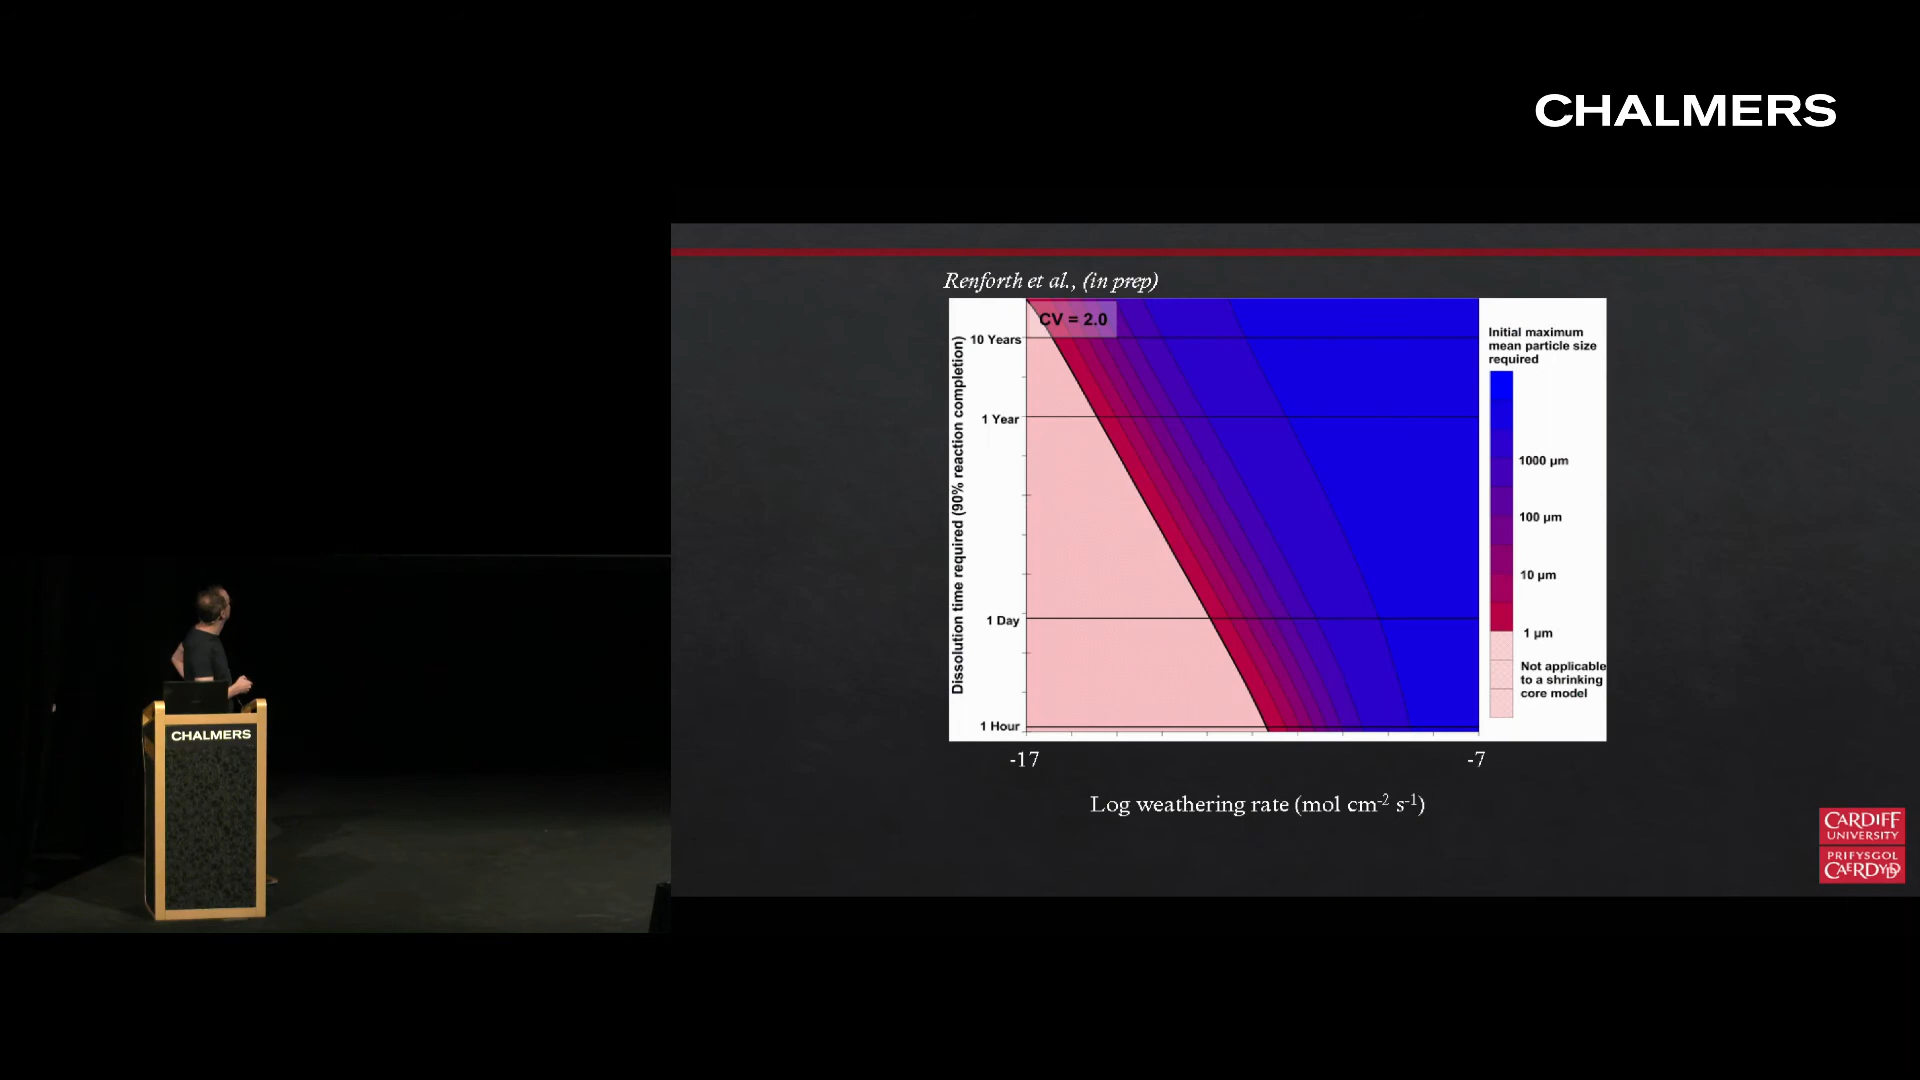 CHALMERS
Renforth et al., (in prep)
CV = 2.0
Dissolution time required (90% reaction completion)
10 Years
1 Year
1 Day
1 Hour
Initial maximum
mean particle size
required
1000 µm
100 µm
10 µm
1 µm
Not applicable
to a shrinking
core model
-17
-7
Log weathering rate (mol cm-2 s-1)
CHALMERS
CARDIFF
UNIVERSITY
PRIFYSGOL
CAERDYD